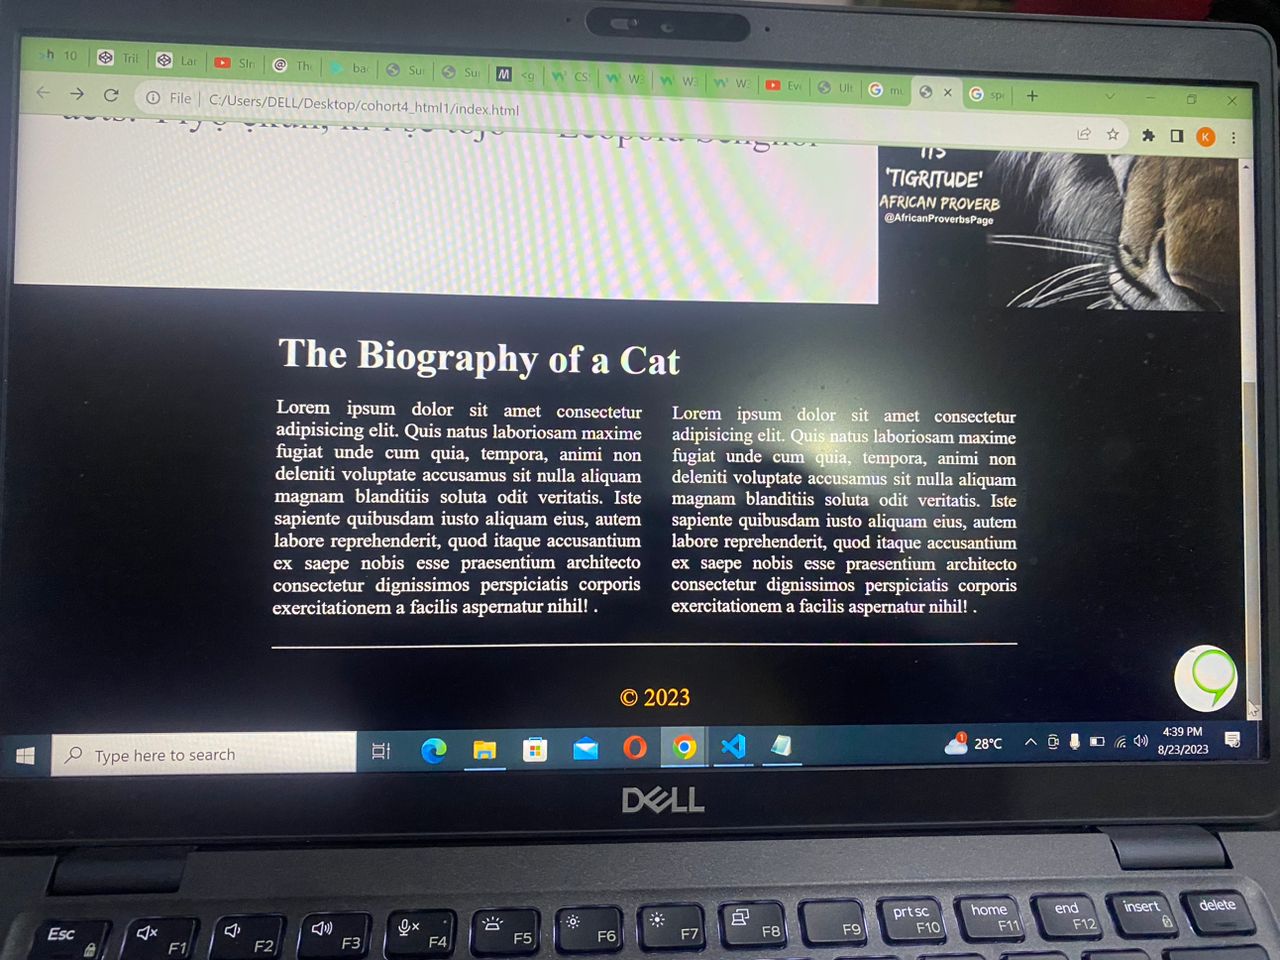 10
Tril
Lar
SIn
The
bac
Sur
Sur
<g
CS
W3
W3
W3
Eve
Ult
mu
spe
File
C:/Users/DELL/Desktop/cohort4_html1/index.html
K
ITS
'TIGRITUDE'
AFRICAN PROVERB
@AfricanProverbsPage
The Biography of a Cat
Lorem ipsum dolor sit amet consectetur
adipisicing elit. Quis natus laboriosam maxime
fugiat unde cum quia, tempora, animi non
deleniti voluptate accusamus sit nulla aliquam
magnam blanditiis soluta odit veritatis. Iste
sapiente quibusdam iusto aliquam eius, autem
labore reprehenderit, quod itaque accusantium
ex saepe nobis esse praesentium architecto
consectetur dignissimos perspiciatis corporis
exercitationem a facilis aspernatur nihil! .
Lorem ipsum dolor sit amet consectetur
adipisicing elit. Quis natus laboriosam maxime
fugiat unde cum quia, tempora, animi non
deleniti voluptate accusamus sit nulla aliquam
magnam blanditiis soluta odit veritatis. Iste
sapiente quibusdam iusto aliquam eius, autem
labore reprehenderit, quod itaque accusantium
ex saepe nobis esse praesentium architecto
consectetur dignissimos perspiciatis corporis
exercitationem a facilis aspernatur nihil! .
© 2023
Type here to search
1
28°C
4:39 PM
8/23/2023
DELL
Esc
F1
F2
F3
F4
F5
F6
F7
F8
F9
prt sc
F10
home
F11
end
F12
insert
delete